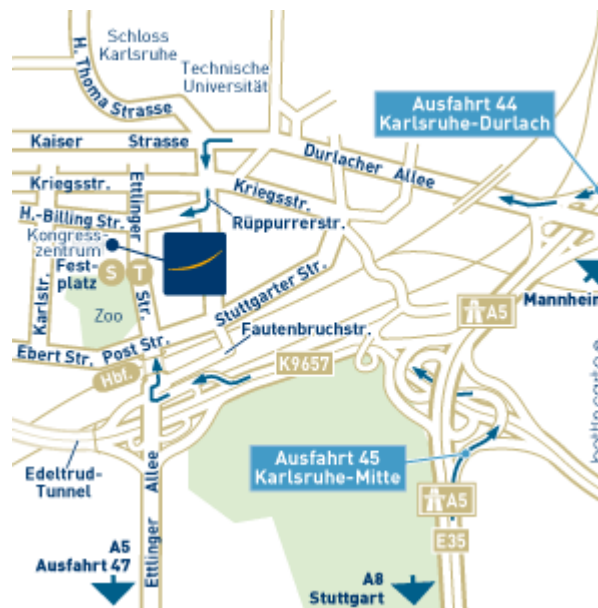 Schloss
Karlsruhe
H. Thoma Strasse
Technische
Universität
Ausfahrt 44
Karlsruhe-Durlach
Kaiser Strasse
Durlacher Allee
Kriegsstr.
Ettlinger
Kriegsstr.
H.-Billing Str.
Rüppurrerstr.
Kongress-
zentrum
Fest-
platz
S
T
Str.
Karlstr.
Zoo
Stuttgarter Str.
Mannheim
A5
Fautenbruchstr.
Ebert Str.
Post Str.
Hbf.
K9657
Ausfahrt 45
Karlsruhe-Mitte
Edeltrud-
Tunnel
Ettlinger Allee
A5
E35
A5
Ausfahrt 47
A8
Stuttgart